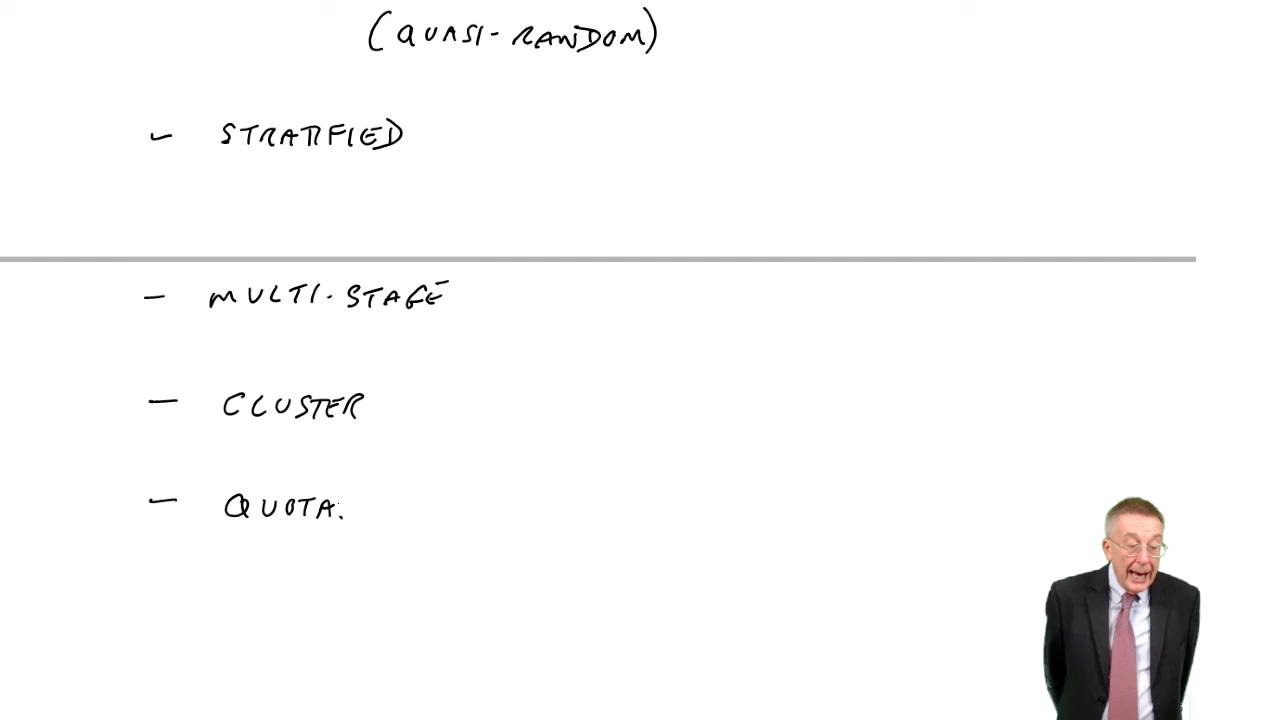 (QUASI-RANDOM)
- STRATIFIED
- MULTI-STAGE
- CLUSTER
- QUOTA.